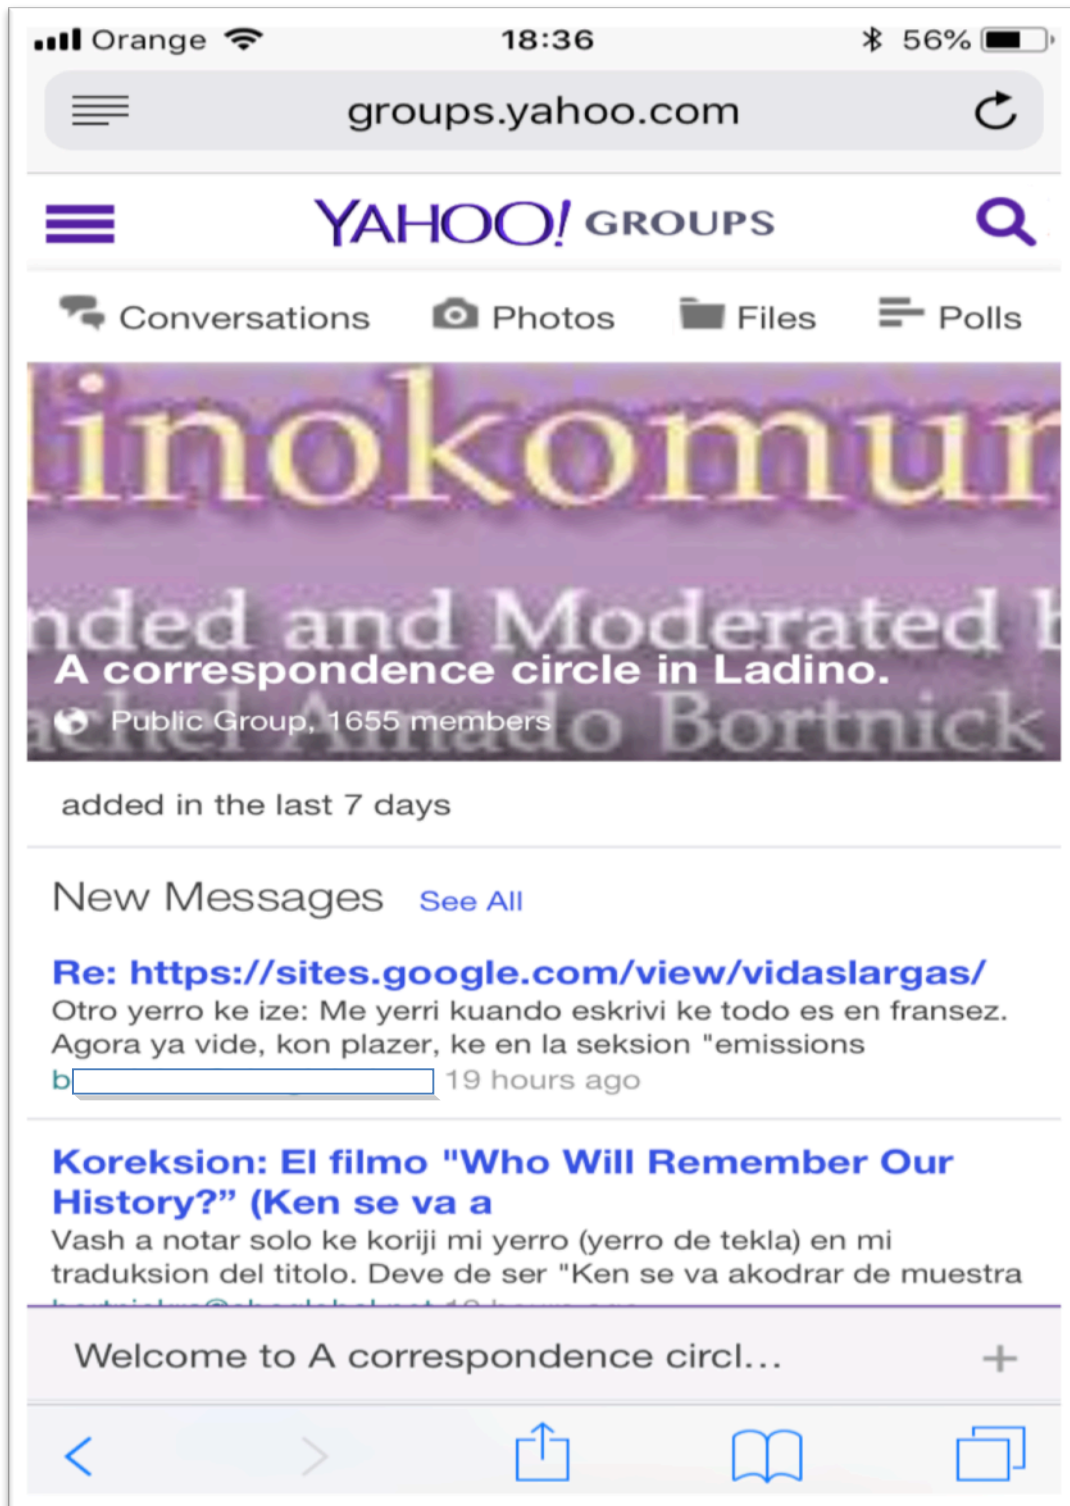 Orange 18:36 56%
groups.yahoo.com
YAHOO! GROUPS
Conversations Photos Files Polls
linokomun
nded and Moderated b
A correspondence circle in Ladino.
Public Group, 1655 members
achel Amado Bortnick
added in the last 7 days
New Messages See All
Re: https://sites.google.com/view/vidaslargas/
Otro yerro ke ize: Me yerri kuando eskrivi ke todo es en fransez.
Agora ya vide, kon plazer, ke en la seksion "emissions
b 19 hours ago
Koreksion: El filmo "Who Will Remember Our
History?” (Ken se va a
Vash a notar solo ke koriji mi yerro (yerro de tekla) en mi
traduksion del titolo. Deve de ser "Ken se va akodrar de muestra
Welcome to A correspondence circl...